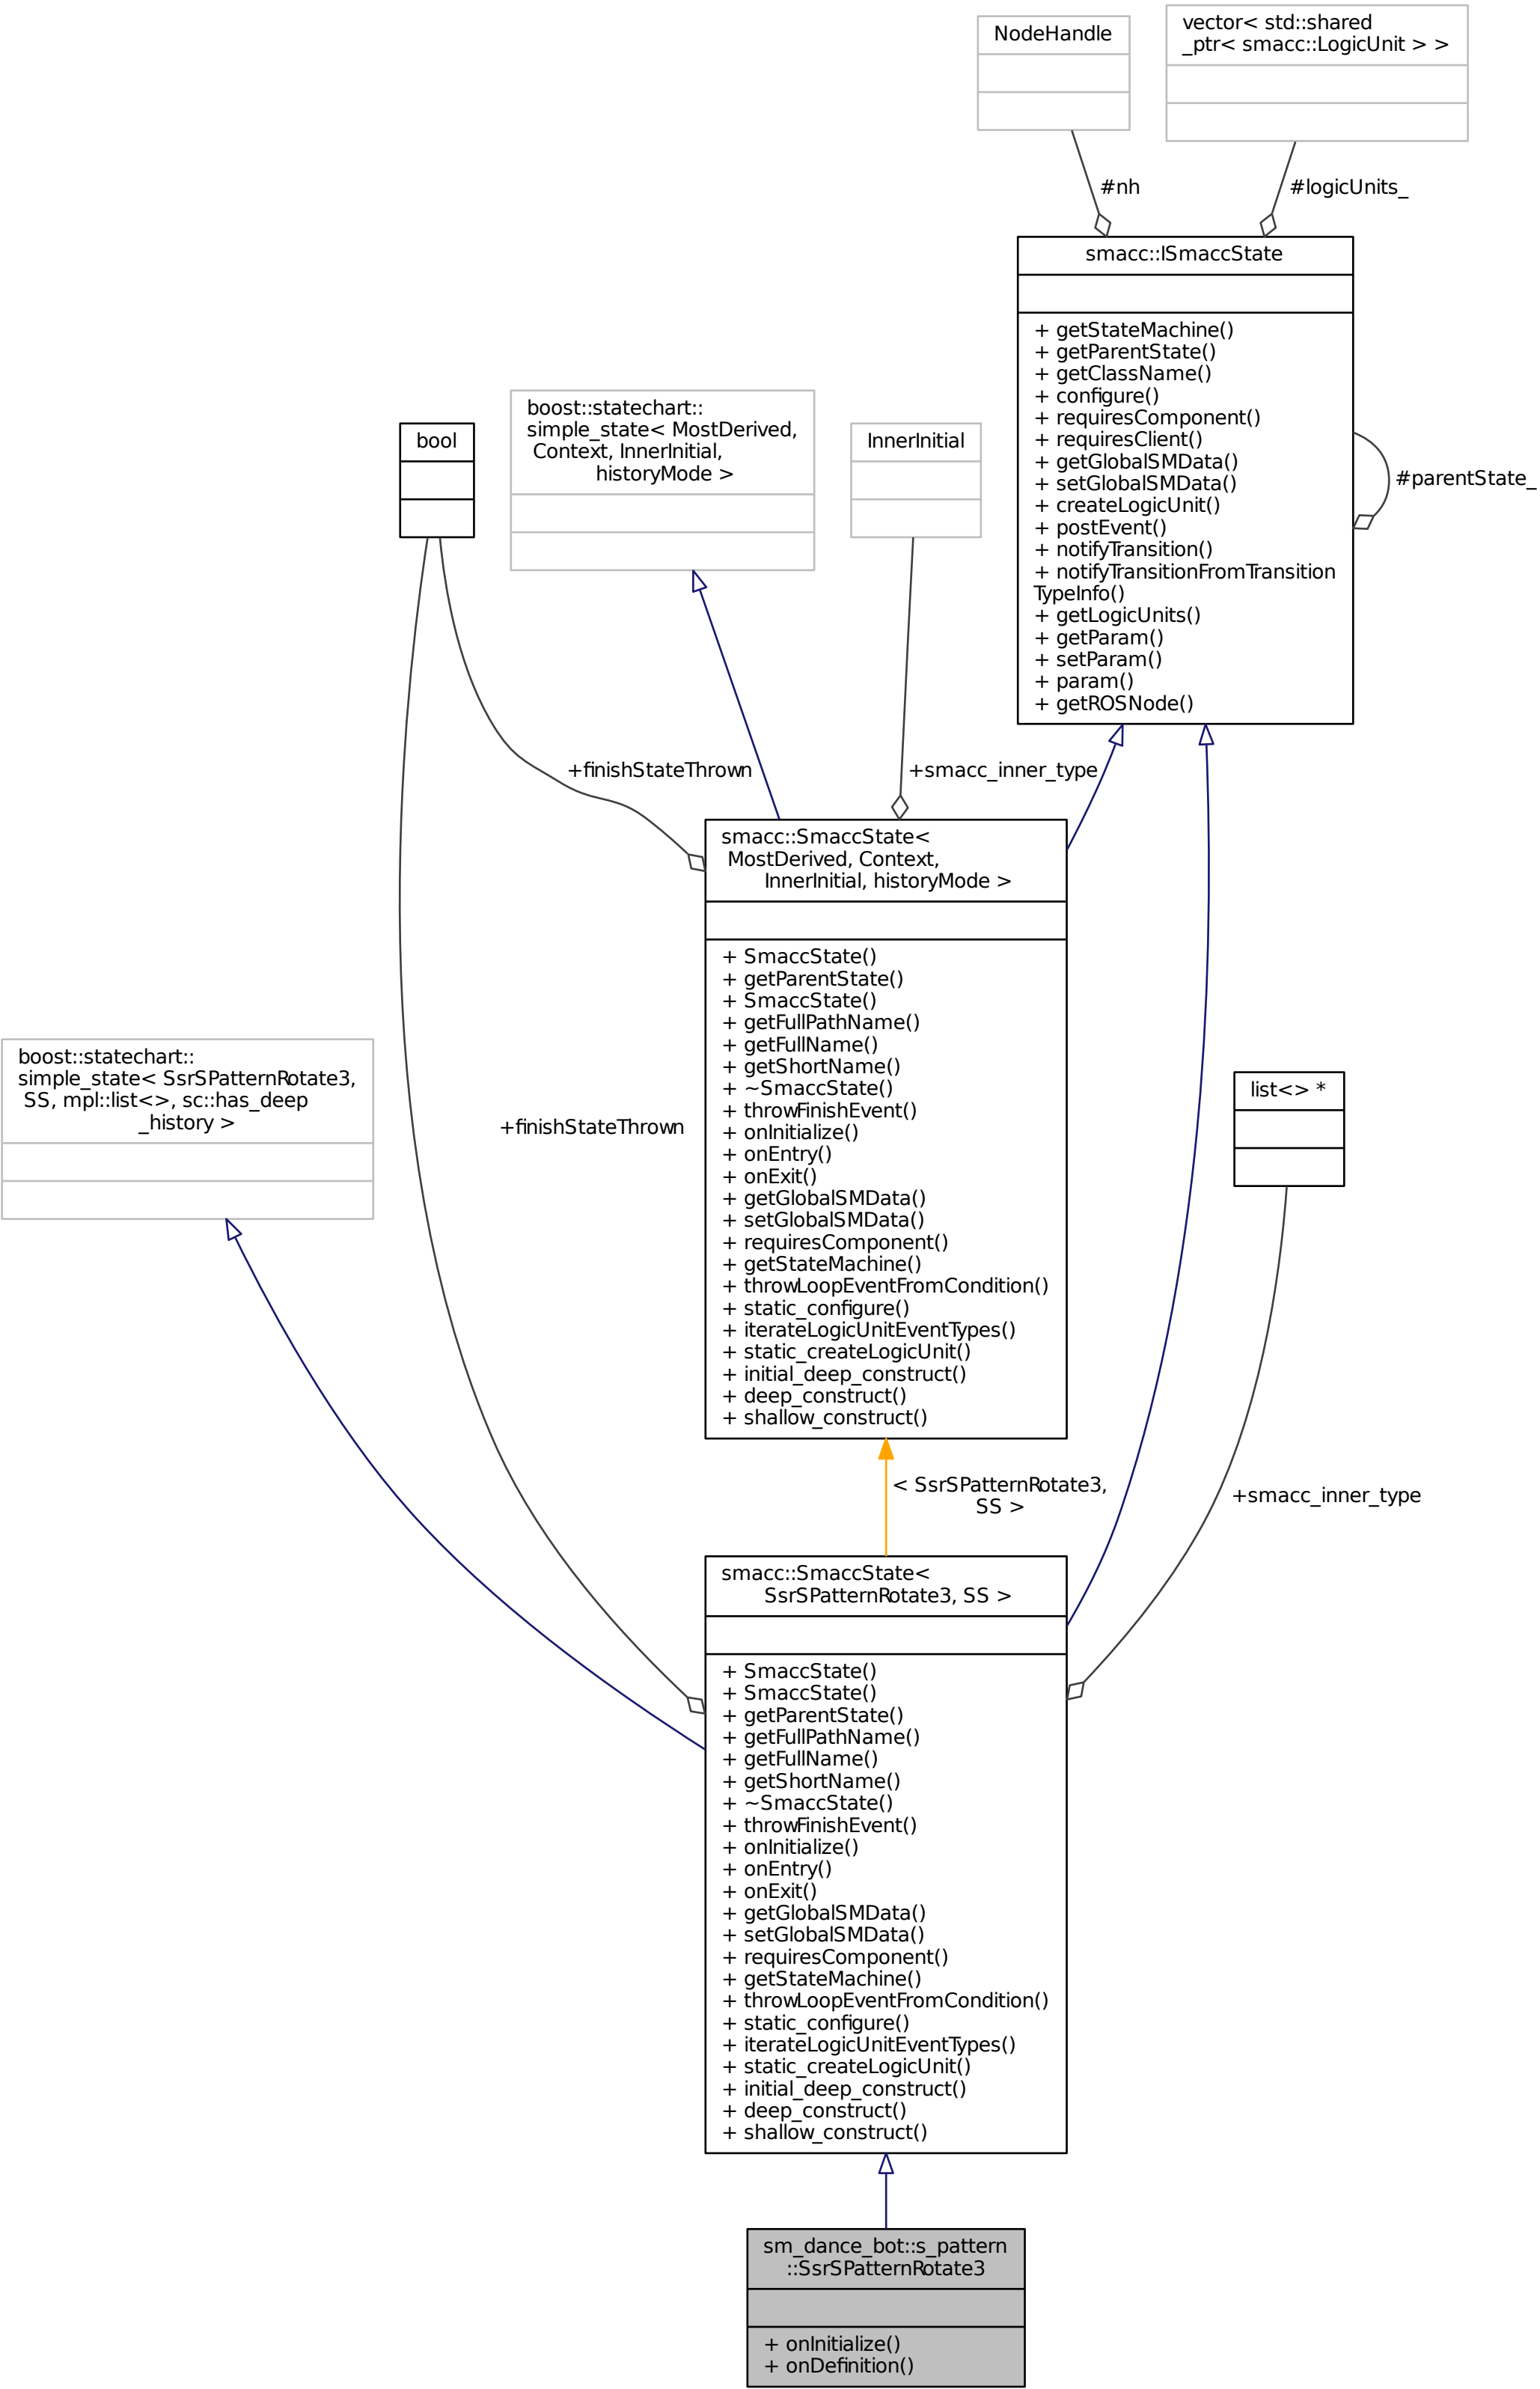 NodeHandle
vector< std::shared
_ptr< smacc::LogicUnit > >
#nh
#logicUnits_
smacc::ISmaccState
+ getStateMachine()
+ getParentState()
+ getClassName()
+ configure()
+ requiresComponent()
+ requiresClient()
+ getGlobalSMData()
+ setGlobalSMData()
+ createLogicUnit()
+ postEvent()
+ notifyTransition()
+ notifyTransitionFromTransition
TypeInfo()
+ getLogicUnits()
+ getParam()
+ setParam()
+ param()
+ getROSNode()
#parentState_
bool
boost::statechart::
simple_state< MostDerived,
Context, InnerInitial,
historyMode >
InnerInitial
+finishStateThrown
+smacc_inner_type
smacc::SmaccState<
MostDerived, Context,
InnerInitial, historyMode >
+ SmaccState()
+ getParentState()
+ SmaccState()
+ getFullPathName()
+ getFullName()
+ getShortName()
+ ~SmaccState()
+ throwFinishEvent()
+ onInitialize()
+ onEntry()
+ onExit()
+ getGlobalSMData()
+ setGlobalSMData()
+ requiresComponent()
+ getStateMachine()
+ throwLoopEventFromCondition()
+ static_configure()
+ iterateLogicUnitEventTypes()
+ static_createLogicUnit()
+ initial_deep_construct()
+ deep_construct()
+ shallow_construct()
boost::statechart::
simple_state< SsrSPatternRotate3,
SS, mpl::list<>, sc::has_deep
_history >
+finishStateThrown
list<> *
< SsrSPatternRotate3,
SS >
+smacc_inner_type
smacc::SmaccState<
SsrSPatternRotate3, SS >
+ SmaccState()
+ SmaccState()
+ getParentState()
+ getFullPathName()
+ getFullName()
+ getShortName()
+ ~SmaccState()
+ throwFinishEvent()
+ onInitialize()
+ onEntry()
+ onExit()
+ getGlobalSMData()
+ setGlobalSMData()
+ requiresComponent()
+ getStateMachine()
+ throwLoopEventFromCondition()
+ static_configure()
+ iterateLogicUnitEventTypes()
+ static_createLogicUnit()
+ initial_deep_construct()
+ deep_construct()
+ shallow_construct()
sm_dance_bot::s_pattern
::SsrSPatternRotate3
+ onInitialize()
+ onDefinition()